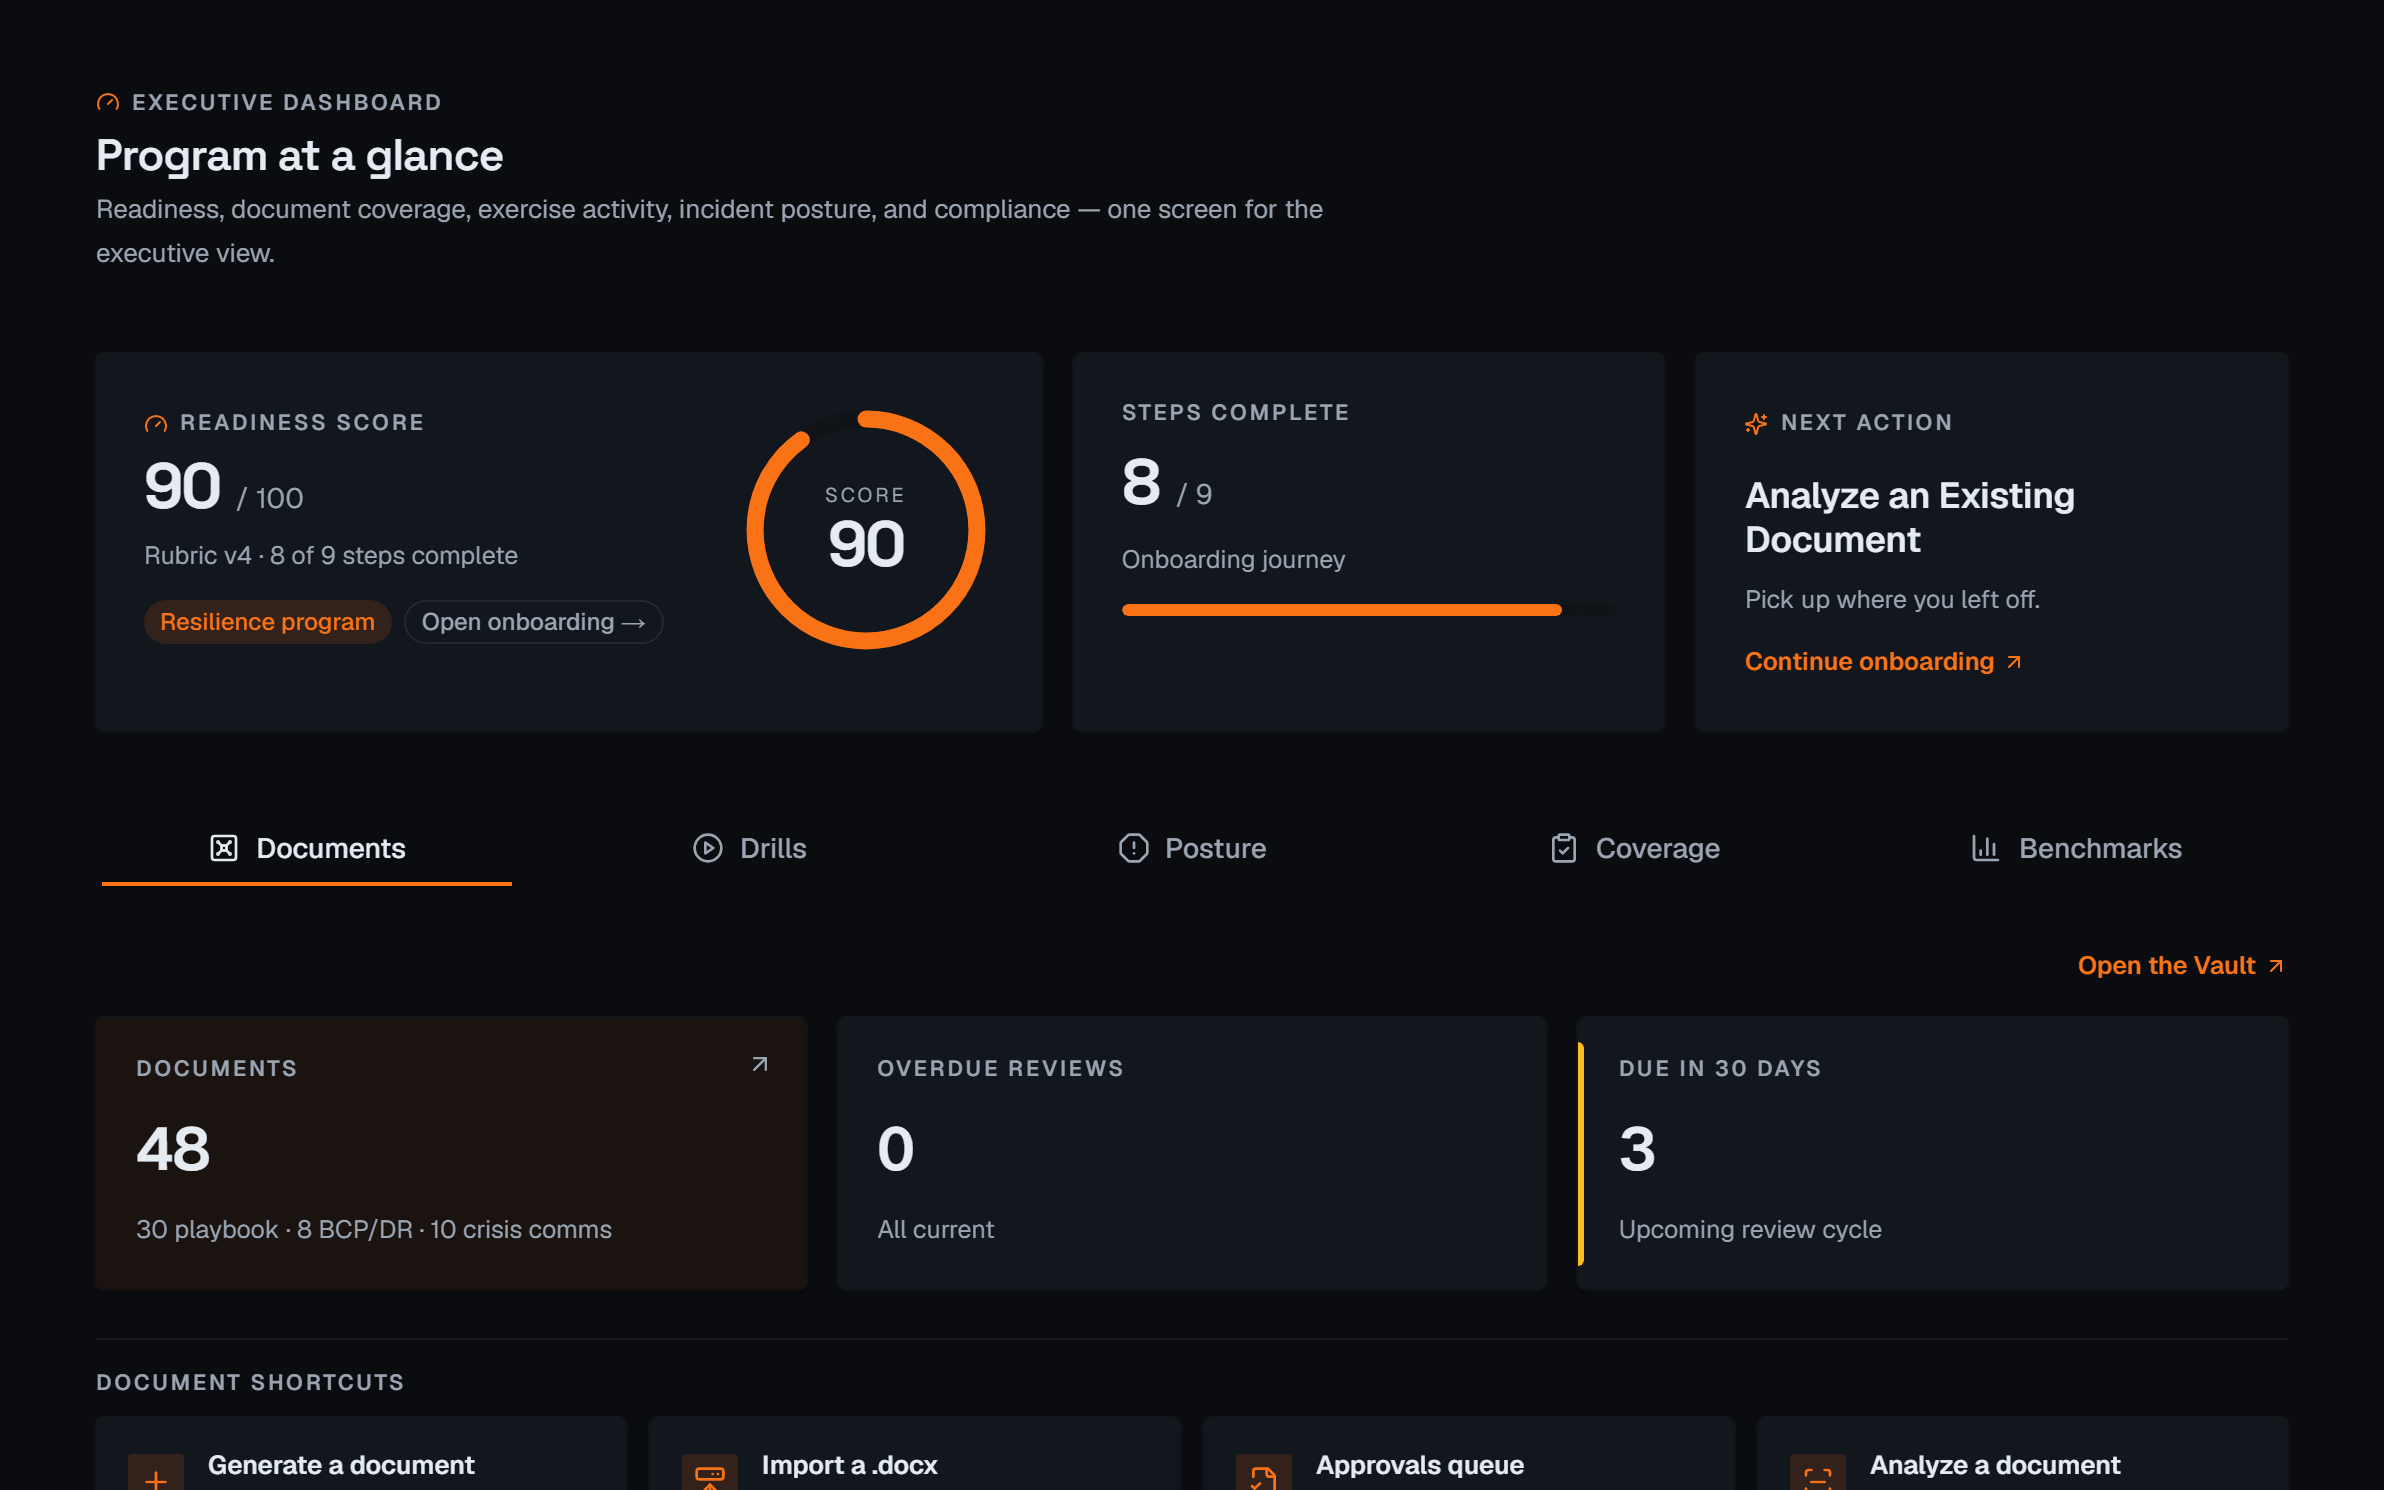 EXECUTIVE DASHBOARD
Program at a glance
Readiness, document coverage, exercise activity, incident posture, and compliance — one screen for the
executive view.
READINESS SCORE
90 / 100
Rubric v4 · 8 of 9 steps complete
Resilience program
Open onboarding →
SCORE
90
STEPS COMPLETE
8 / 9
Onboarding journey
NEXT ACTION
Analyze an Existing
Document
Pick up where you left off.
Continue onboarding
Documents
Drills
Posture
Coverage
Benchmarks
Open the Vault
DOCUMENTS
48
30 playbook · 8 BCP/DR · 10 crisis comms
OVERDUE REVIEWS
0
All current
DUE IN 30 DAYS
3
Upcoming review cycle
DOCUMENT SHORTCUTS
Generate a document
Import a .docx
Approvals queue
Analyze a document